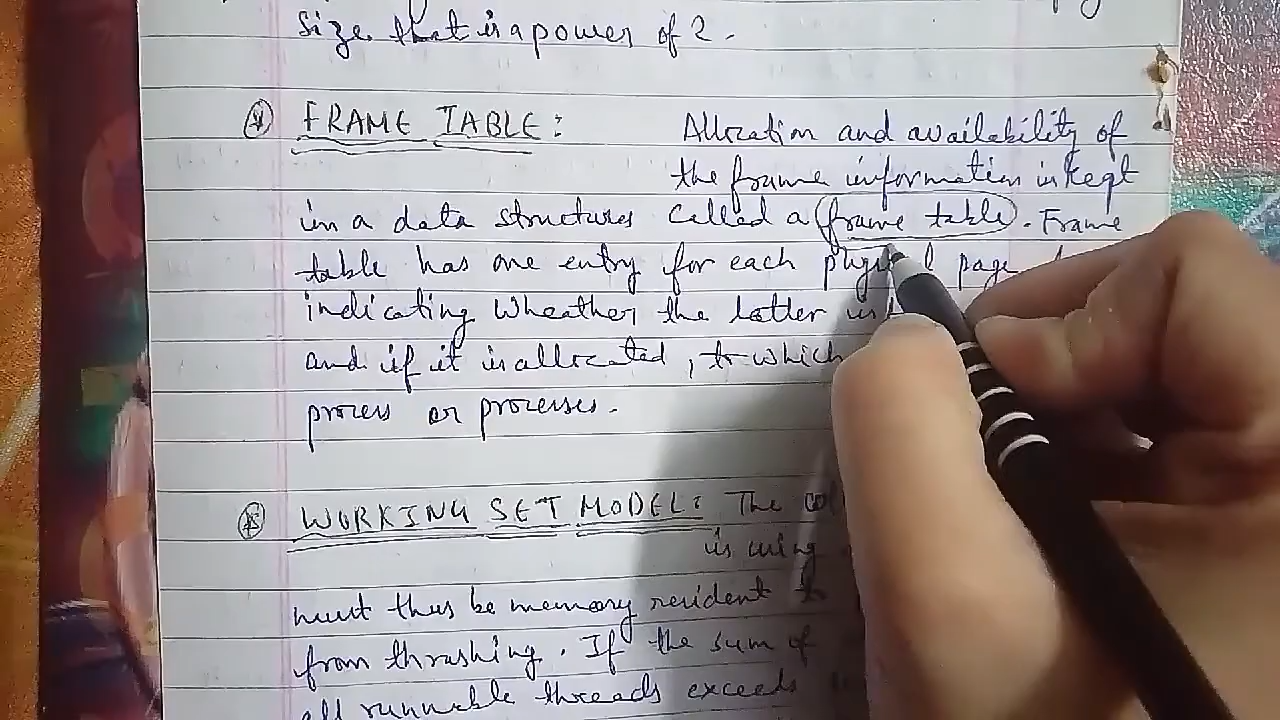 size that is a power of 2.
FRAME TABLE: Allocation and availability of
the frame information is kept
in a data structures called a frame table. Frame
table has one entry for each page
indicating wheather the latter is
and if it is allocated, to which
process or processes.
WORKING SET MODEL: The
is using
must thus be memory resident to
from thrashing. If the sum of
all runnable threads exceeds